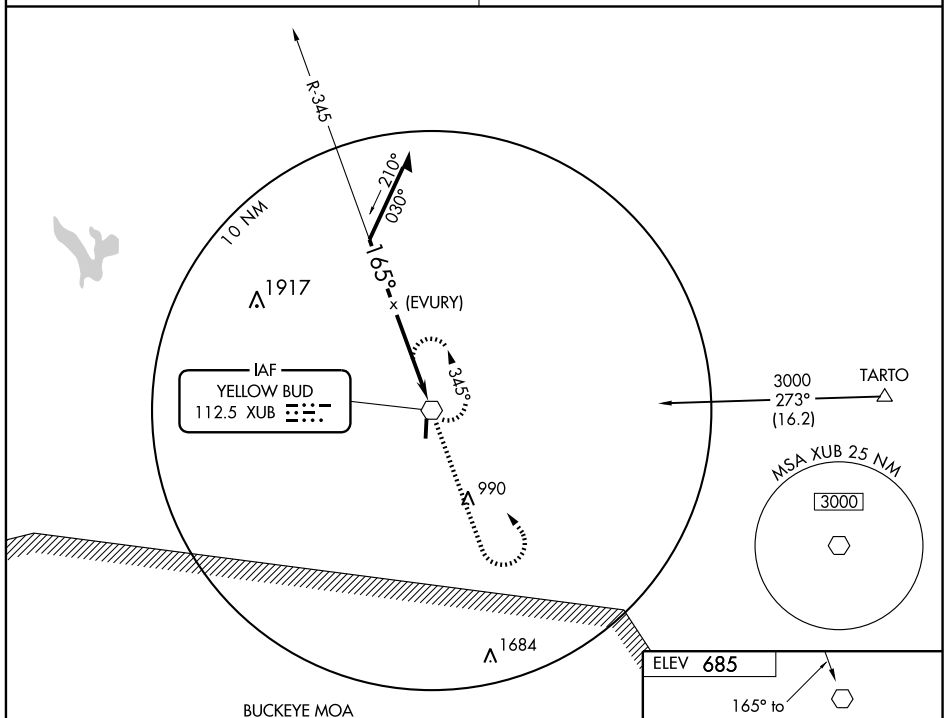 R-345
210°
030°
10 NM
165°
x (EVURY)
1917
IAF
YELLOW BUD
112.5 XUB
345°
3000
273°
(16.2)
TARTO
MSA XUB 25 NM
3000
990
1684
ELEV 685
165° to
BUCKEYE MOA